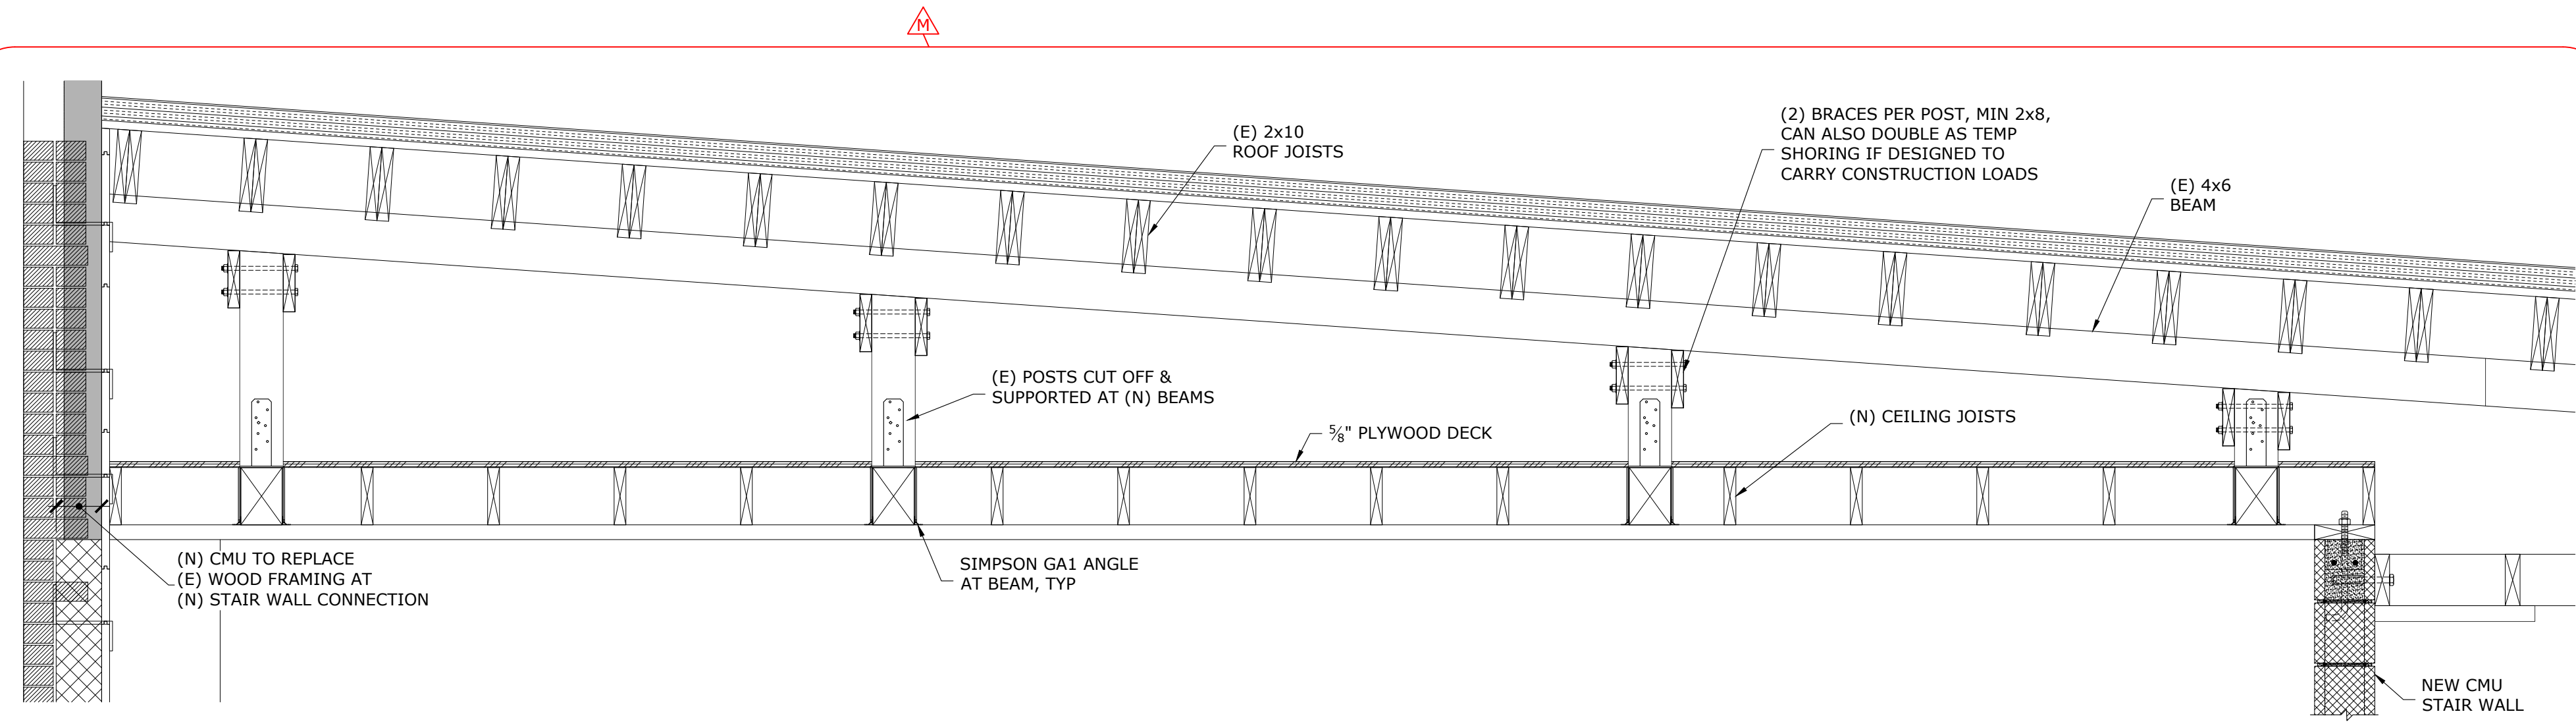 M
(E) 2x10
ROOF JOISTS
(2) BRACES PER POST, MIN 2x8,
CAN ALSO DOUBLE AS TEMP
SHORING IF DESIGNED TO
CARRY CONSTRUCTION LOADS
(E) 4x6
BEAM
(E) POSTS CUT OFF &
SUPPORTED AT (N) BEAMS
⅝" PLYWOOD DECK
(N) CEILING JOISTS
(N) CMU TO REPLACE
(E) WOOD FRAMING AT
(N) STAIR WALL CONNECTION
SIMPSON GA1 ANGLE
AT BEAM, TYP
NEW CMU
STAIR WALL